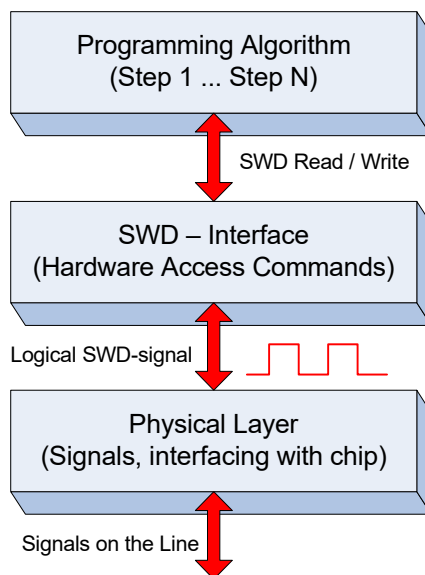 Programming Algorithm
(Step 1 ... Step N)
SWD Read / Write
SWD – Interface
(Hardware Access Commands)
Logical SWD-signal
Physical Layer
(Signals, interfacing with chip)
Signals on the Line